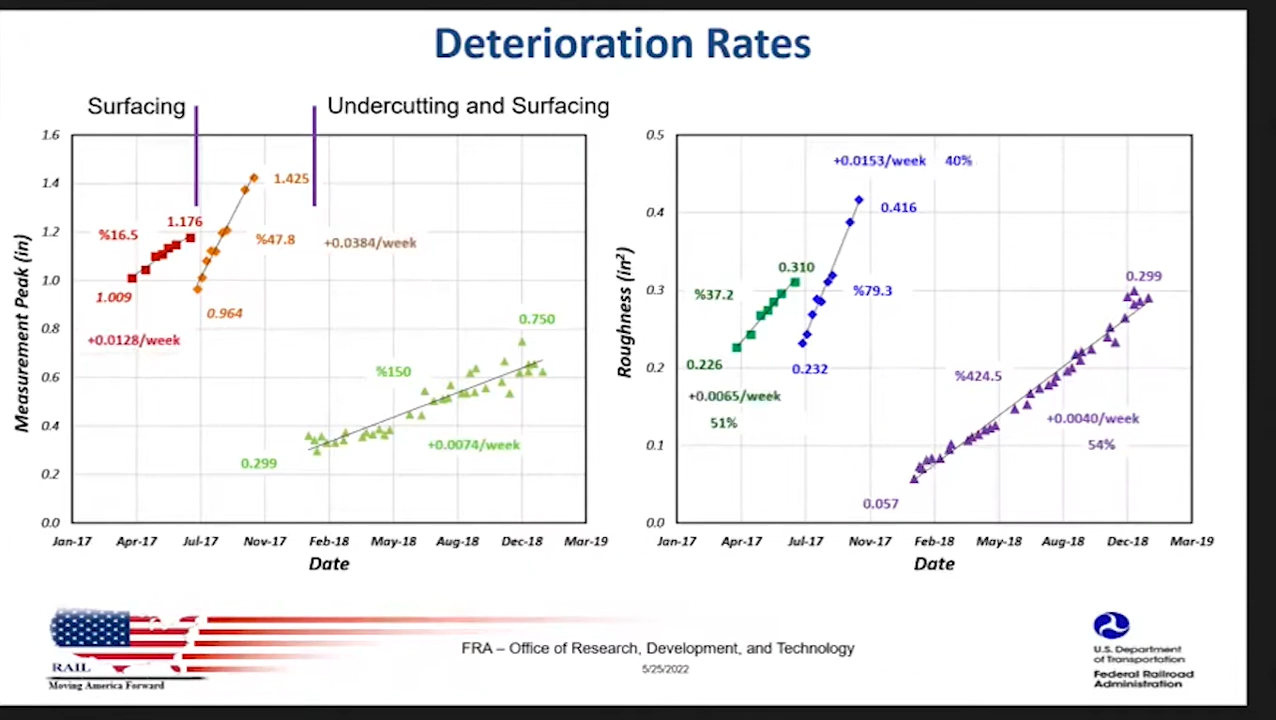 Deterioration Rates
Surfacing
Undercutting and Surfacing
1.6
1.4
1.2
1.0
0.8
0.6
0.4
0.2
0.0
Measurement Peak (in)
%16.5
1.176
1.009
+0.0128/week
1.425
%47.8
+0.0384/week
0.964
0.750
%150
+0.0074/week
0.299
Jan-17 Apr-17 Jul-17 Nov-17 Feb-18 May-18 Aug-18 Dec-18 Mar-19
Date
0.5
0.4
0.3
0.2
0.1
0.0
Roughness (in²)
+0.0153/week 40%
0.416
0.310
%37.2
%79.3
0.226
0.232
+0.0065/week
51%
0.299
%424.5
+0.0040/week
54%
0.057
Jan-17 Apr-17 Jul-17 Nov-17 Feb-18 May-18 Aug-18 Dec-18 Mar-19
Date
RAIL
Moving America Forward
FRA – Office of Research, Development, and Technology
5/25/2022
U.S. Department
of Transportation
Federal Railroad
Administration